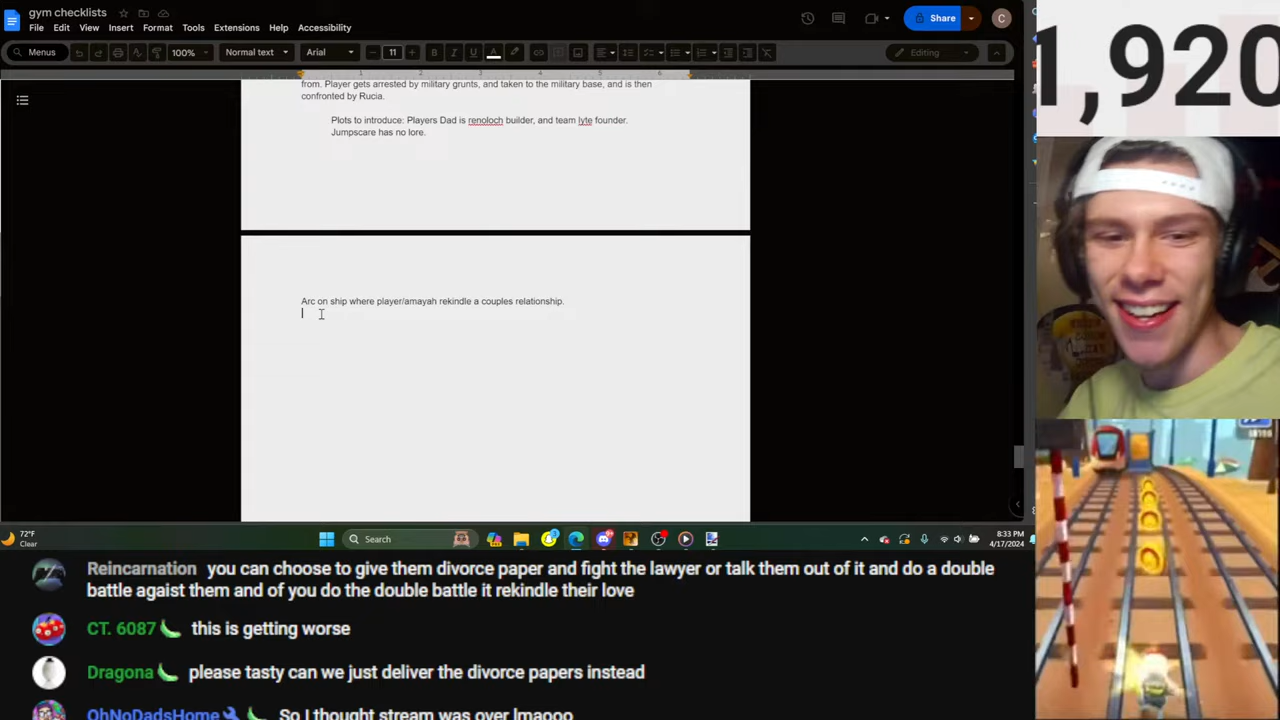 gym checklists
File Edit View Insert Format Tools Extensions Help Accessibility
Share C
Menus 100% Normal text Arial 11 B I U A Editing
1 2 3 4 5 6
from. Player gets arrested by military grunts, and taken to the military base, and is then
confronted by Rucia.
Plots to introduce: Players Dad is renoloch builder, and team lyte founder.
Jumpscare has no lore.
Arc on ship where player/amayah rekindle a couples relationship.
1,920
72°F
Clear
Search
8:33 PM
4/17/2024
Reincarnation you can choose to give them divorce paper and fight the lawyer or talk them out of it and do a double
battle agaist them and of you do the double battle it rekindle their love
CT. 6087 this is getting worse
Dragona please tasty can we just deliver the divorce papers instead
OhNoDadsHome So I thought stream was over lmaooo